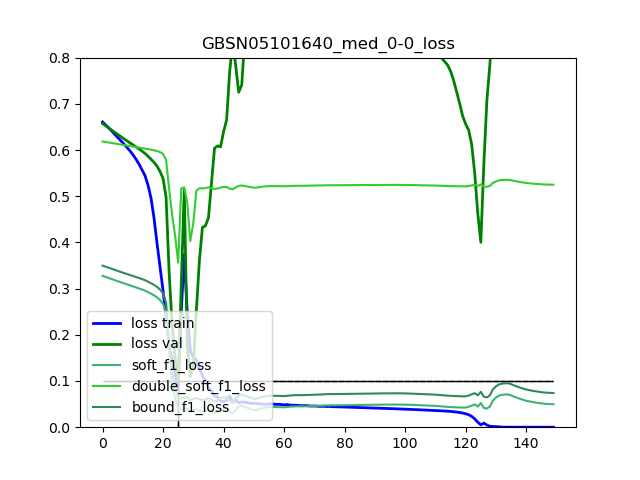 GBSN05101640_med_0-0_loss
0.8
0.7
0.6
0.5
0.4
0.3
0.2
0.1
0.0
loss train
loss val
soft_f1_loss
double_soft_f1_loss
bound_f1_loss
0 20 40 60 80 100 120 140